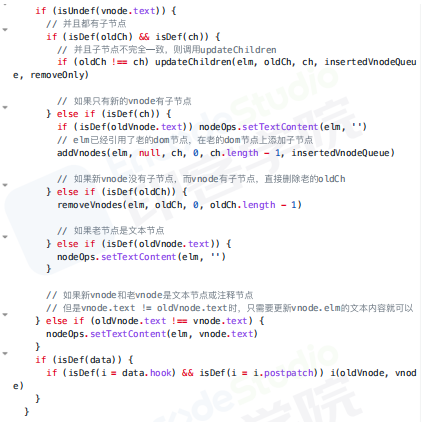 if (isUndef(vnode.text)) {
// 并且都有子节点
if (isDef(oldCh) && isDef(ch)) {
// 并且子节点不完全一致，则调用updateChildren
if (oldCh !== ch) updateChildren(elm, oldCh, ch, insertedVnodeQueu
e, removeOnly)
// 如果只有新的vnode有子节点
} else if (isDef(ch)) {
if (isDef(oldVnode.text)) nodeOps.setTextContent(elm, '')
// elm已经引用了老的dom节点，在老的dom节点上添加子节点
addVnodes(elm, null, ch, 0, ch.length - 1, insertedVnodeQueue)
// 如果新vnode没有子节点，而vnode有子节点，直接删除老的oldCh
} else if (isDef(oldCh)) {
removeVnodes(elm, oldCh, 0, oldCh.length - 1)
// 如果老节点是文本节点
} else if (isDef(oldVnode.text)) {
nodeOps.setTextContent(elm, '')
}
// 如果新vnode和老vnode是文本节点或注释节点
// 但是vnode.text != oldVnode.text时，只需要更新vnode.elm的文本内容就可以
} else if (oldVnode.text !== vnode.text) {
nodeOps.setTextContent(elm, vnode.text)
}
if (isDef(data)) {
if (isDef(i = data.hook) && isDef(i = i.postpatch)) i(oldVnode, vnod
e)
}
}